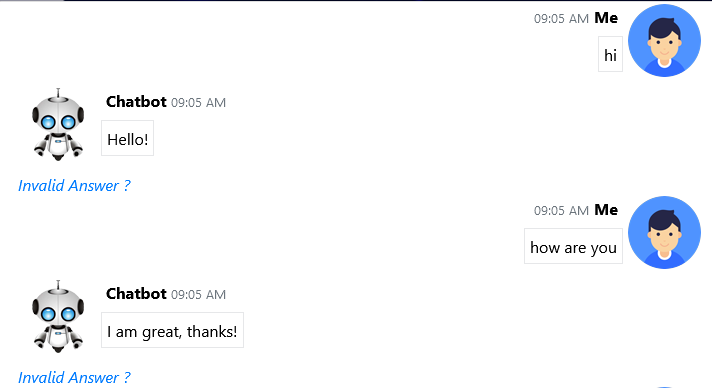 09:05 AM Me
hi
Chatbot 09:05 AM
Hello!
Invalid Answer ?
09:05 AM Me
how are you
Chatbot 09:05 AM
I am great, thanks!
Invalid Answer ?